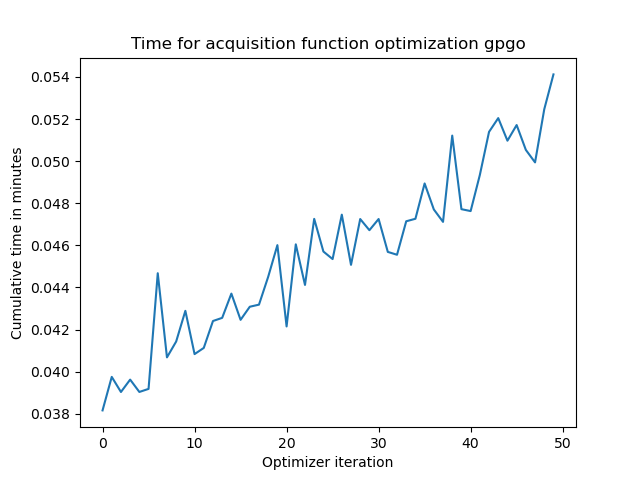 Time for acquisition function optimization gpgo
Cumulative time in minutes
0.054
0.052
0.050
0.048
0.046
0.044
0.042
0.040
0.038
0 10 20 30 40 50
Optimizer iteration